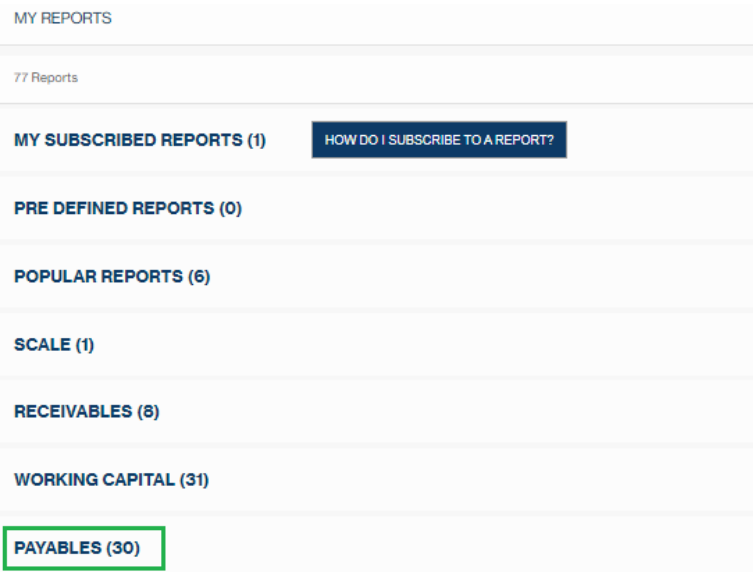 MY REPORTS
77 Reports
MY SUBSCRIBED REPORTS (1) HOW DO I SUBSCRIBE TO A REPORT?
PRE DEFINED REPORTS (0)
POPULAR REPORTS (6)
SCALE (1)
RECEIVABLES (8)
WORKING CAPITAL (31)
PAYABLES (30)